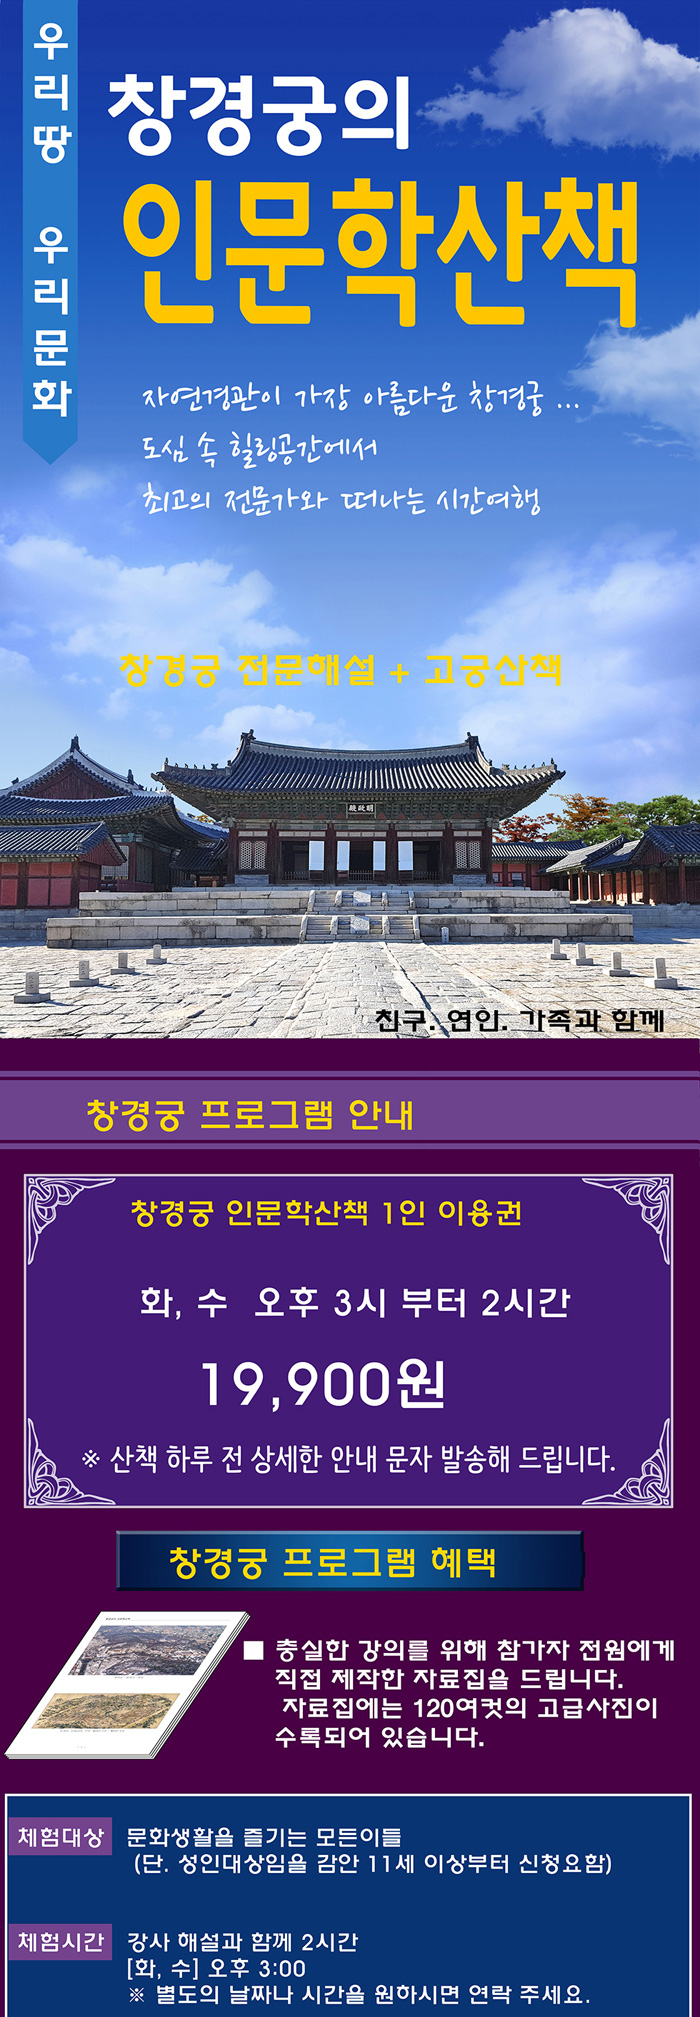 우리땅 우리문화
창경궁의
인문학산책
자연경관이 가장 아름다운 창경궁 ...
도심 속 힐링공간에서
최고의 전문가와 떠나는 시간여행
창경궁 전문해설 + 고궁산책
殿政明
친구. 연인. 가족과 함께
창경궁 프로그램 안내
창경궁 인문학산책 1인 이용권
화, 수 오후 3시 부터 2시간
19,900원
※ 산책 하루 전 상세한 안내 문자 발송해 드립니다.
창경궁 프로그램 혜택
■ 충실한 강의를 위해 참가자 전원에게
직접 제작한 자료집을 드립니다.
자료집에는 120여컷의 고급사진이
수록되어 있습니다.
체험대상 문화생활을 즐기는 모든이들
(단. 성인대상임을 감안 11세 이상부터 신청요함)
체험시간 강사 해설과 함께 2시간
[화, 수] 오후 3:00
※ 별도의 날짜나 시간을 원하시면 연락 주세요.